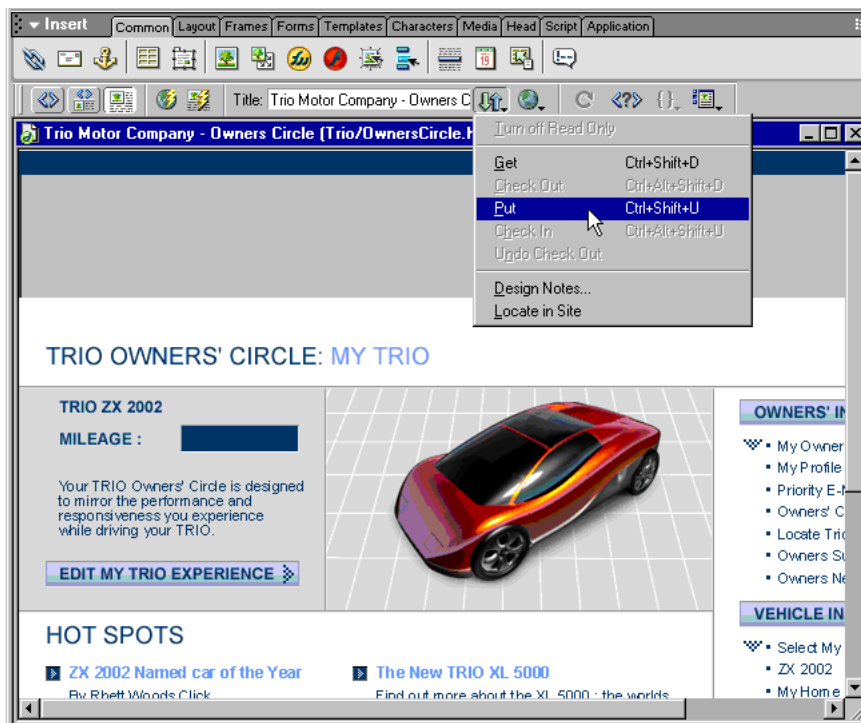 Insert Common Layout Frames Forms Templates Characters Media Head Script Application
19
Title: Trio Motor Company - Owners C
Trio Motor Company - Owners Circle (Trio/OwnersCircle.h
Turn off Read Only
Get Ctrl+Shift+D
Check Out Ctrl+Alt+Shift+D
Put Ctrl+Shift+U
Check In Ctrl+Alt+Shift+U
Undo Check Out
Design Notes...
Locate in Site
TRIO OWNERS' CIRCLE: MY TRIO
TRIO ZX 2002
MILEAGE :
Your TRIO Owners' Circle is designed
to mirror the performance and
responsiveness you experience
while driving your TRIO.
EDIT MY TRIO EXPERIENCE
OWNERS' IN
My Owner
My Profile
Priority E-
Owners' C
Locate Trio
Owners Su
Owners Ne
VEHICLE IN
Select My
ZX 2002
My Home
HOT SPOTS
ZX 2002 Named car of the Year
By Rhett Woods Click
The New TRIO XL 5000
Find out more about the XL 5000 : the worlds